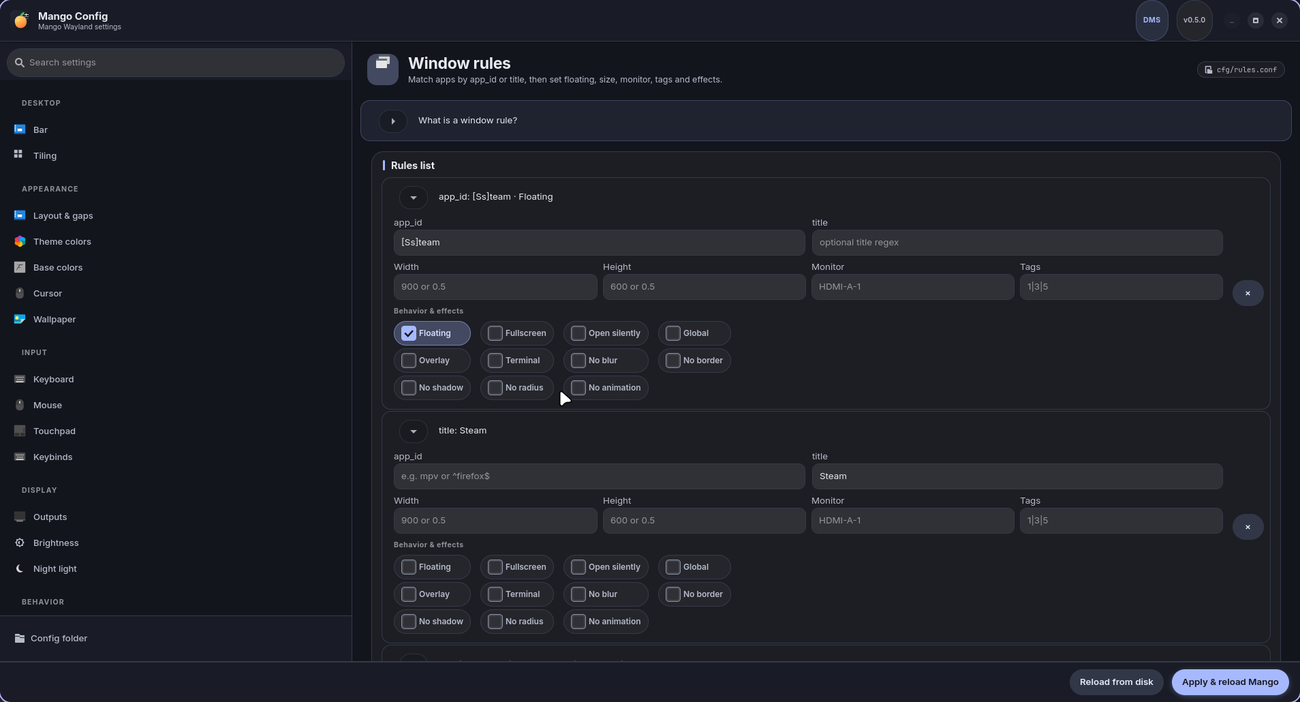 Mango Config
Mango Wayland settings
DMS
v0.5.0
Search settings
DESKTOP
Bar
Tiling
APPEARANCE
Layout & gaps
Theme colors
Base colors
Cursor
Wallpaper
INPUT
Keyboard
Mouse
Touchpad
Keybinds
DISPLAY
Outputs
Brightness
Night light
BEHAVIOR
Config folder
Window rules
Match apps by app_id or title, then set floating, size, monitor, tags and effects.
cfg/rules.conf
What is a window rule?
Rules list
app_id: [Ss]team · Floating
app_id title
[Ss]team optional title regex
Width Height Monitor Tags
900 or 0.5 600 or 0.5 HDMI-A-1 1|3|5
Behavior & effects
Floating Fullscreen Open silently Global
Overlay Terminal No blur No border
No shadow No radius No animation
title: Steam
app_id title
e.g. mpv or ^firefox$ Steam
Width Height Monitor Tags
900 or 0.5 600 or 0.5 HDMI-A-1 1|3|5
Behavior & effects
Floating Fullscreen Open silently Global
Overlay Terminal No blur No border
No shadow No radius No animation
Reload from disk
Apply & reload Mango